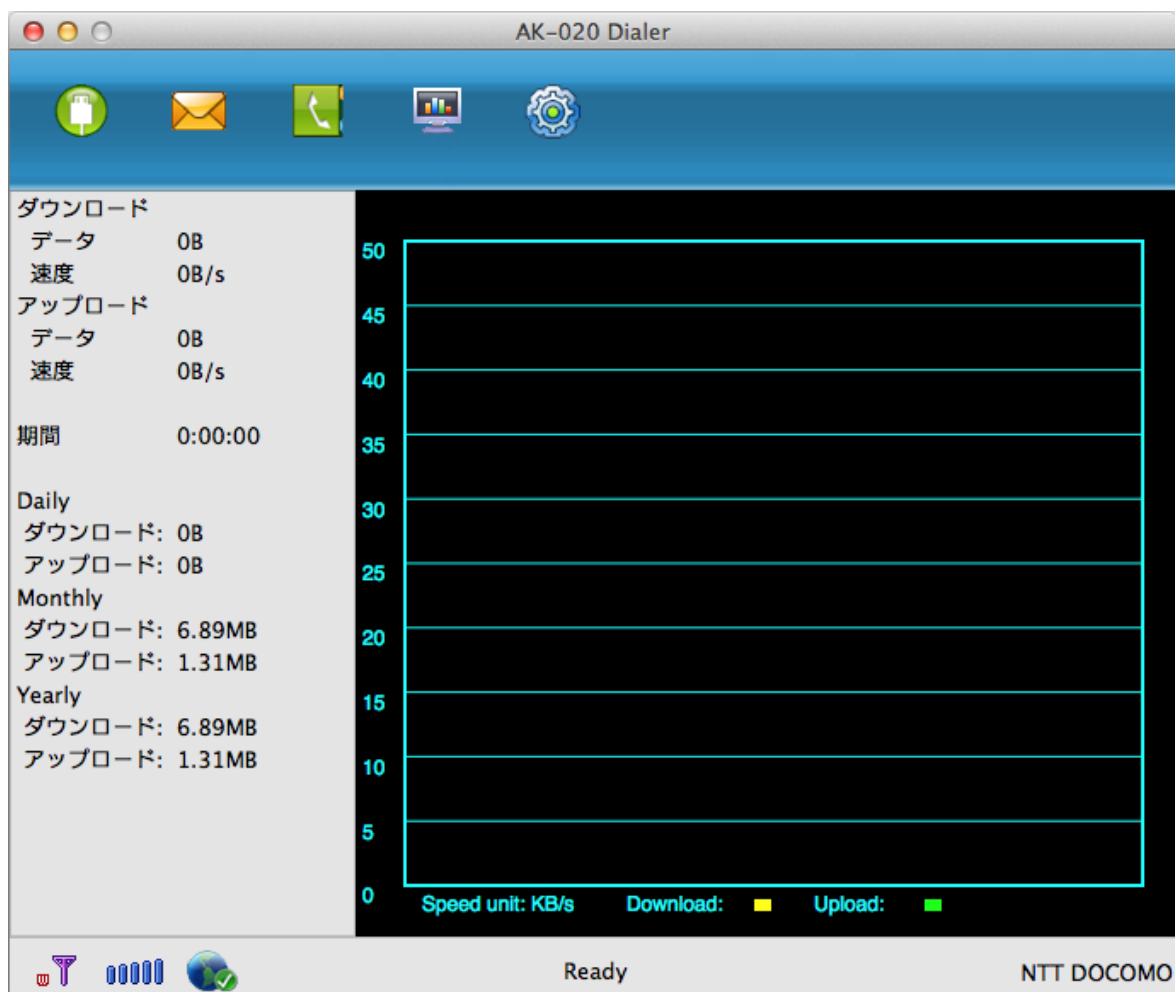 AK-020 Dialer
ダウンロード
データ 0B
速度 0B/s
アップロード
データ 0B
速度 0B/s
期間 0:00:00
Daily
ダウンロード: 0B
アップロード: 0B
Monthly
ダウンロード: 6.89MB
アップロード: 1.31MB
Yearly
ダウンロード: 6.89MB
アップロード: 1.31MB
50
45
40
35
30
25
20
15
10
5
0
Speed unit: KB/s Download: Upload:
Ready
NTT DOCOMO